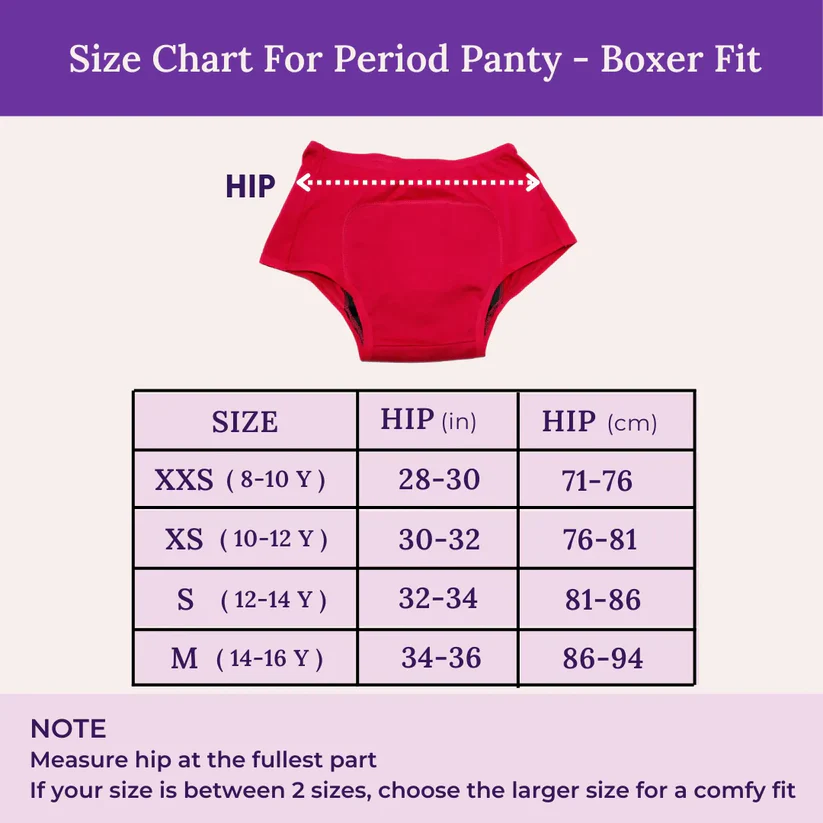 Size Chart For Period Panty - Boxer Fit
HIP
SIZE HIP (in) HIP (cm)
XXS ( 8-10 Y ) 28-30 71-76
XS ( 10-12 Y ) 30-32 76-81
S ( 12-14 Y ) 32-34 81-86
M ( 14-16 Y ) 34-36 86-94
NOTE
Measure hip at the fullest part
If your size is between 2 sizes, choose the larger size for a comfy fit